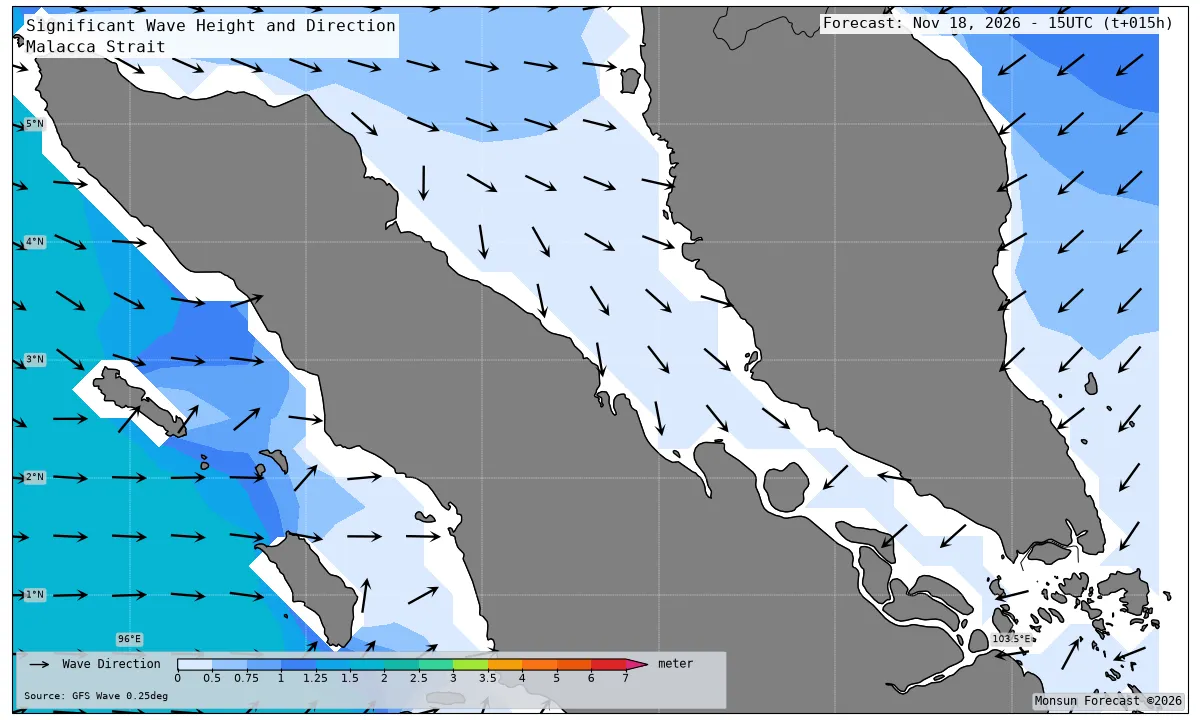 Significant Wave Height and Direction
Malacca Strait
Forecast: Nov 18, 2026 - 15UTC (t+015h)
5°N
4°N
3°N
2°N
1°N
96°E
103.5°E
Wave Direction
meter
0 0.5 0.75 1 1.25 1.5 2 2.5 3 3.5 4 5 6 7
Source: GFS Wave 0.25deg
Monsun Forecast ©2026